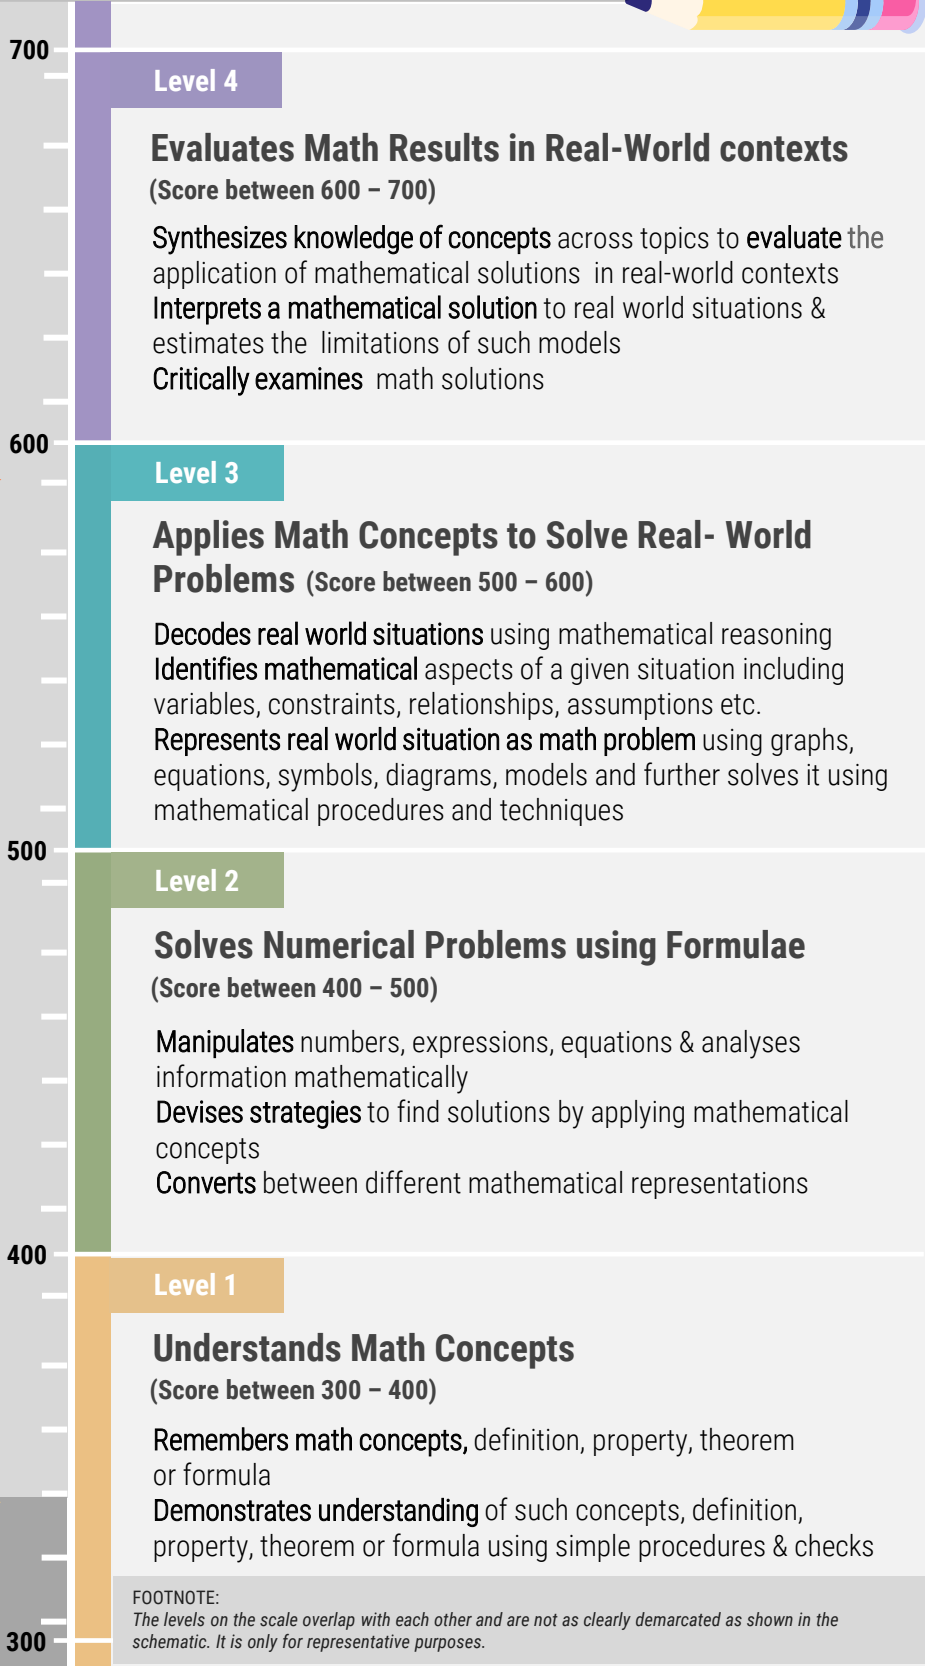 700
Level 4
Evaluates Math Results in Real-World contexts
(Score between 600 – 700)
Synthesizes knowledge of concepts across topics to evaluate the
application of mathematical solutions in real-world contexts
Interprets a mathematical solution to real world situations &
estimates the limitations of such models
Critically examines math solutions
600
Level 3
Applies Math Concepts to Solve Real- World
Problems (Score between 500 – 600)
Decodes real world situations using mathematical reasoning
Identifies mathematical aspects of a given situation including
variables, constraints, relationships, assumptions etc.
Represents real world situation as math problem using graphs,
equations, symbols, diagrams, models and further solves it using
mathematical procedures and techniques
500
Level 2
Solves Numerical Problems using Formulae
(Score between 400 – 500)
Manipulates numbers, expressions, equations & analyses
information mathematically
Devises strategies to find solutions by applying mathematical
concepts
Converts between different mathematical representations
400
Level 1
Understands Math Concepts
(Score between 300 – 400)
Remembers math concepts, definition, property, theorem
or formula
Demonstrates understanding of such concepts, definition,
property, theorem or formula using simple procedures & checks
FOOTNOTE:
The levels on the scale overlap with each other and are not as clearly demarcated as shown in the
schematic. It is only for representative purposes.
300